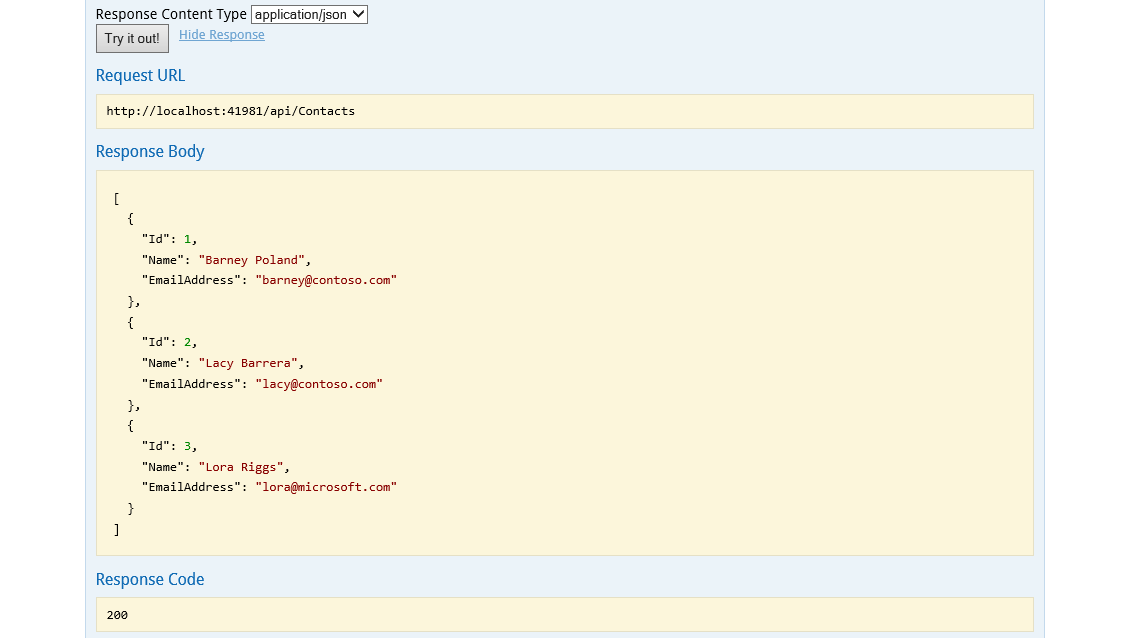 Response Content Type application/json
Try it out! Hide Response
Request URL
http://localhost:41981/api/Contacts
Response Body
[
  {
    "Id": 1,
    "Name": "Barney Poland",
    "EmailAddress": "barney@contoso.com"
  },
  {
    "Id": 2,
    "Name": "Lacy Barrera",
    "EmailAddress": "lacy@contoso.com"
  },
  {
    "Id": 3,
    "Name": "Lora Riggs",
    "EmailAddress": "lora@microsoft.com"
  }
]
Response Code
200